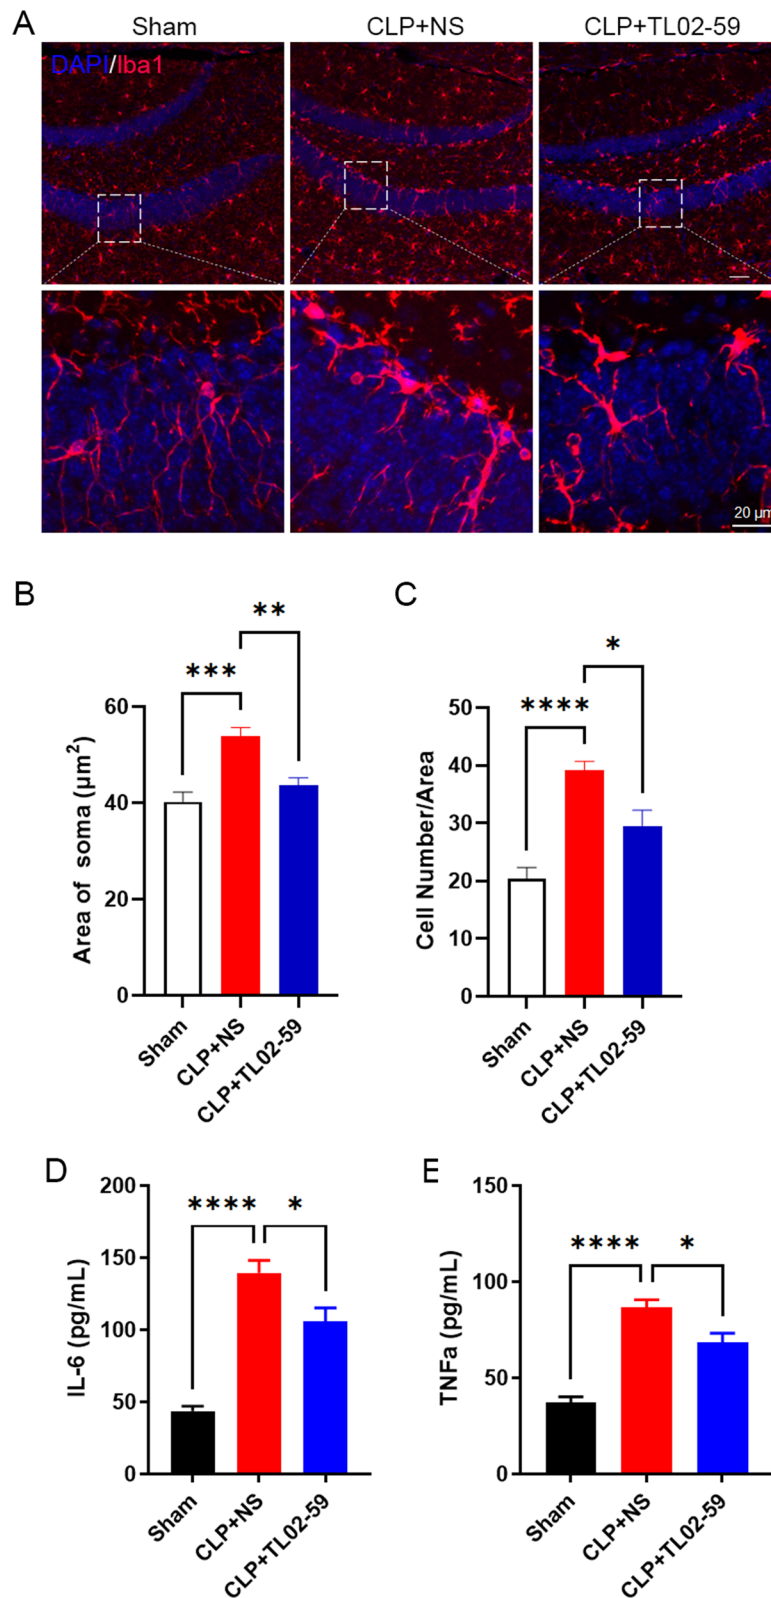 A
Sham CLP+NS CLP+TL02-59
DAPI/Iba1
20 µm
B
** 
***
Area of soma (µm²)
60
40
20
0
Sham
CLP+NS
CLP+TL02-59
C
*
****
Cell Number/Area
50
40
30
20
10
0
Sham
CLP+NS
CLP+TL02-59
D
**** *
IL-6 (pg/mL)
200
150
100
50
0
Sham
CLP+NS
CLP+TL02-59
E
**** *
TNFa (pg/mL)
150
100
50
0
Sham
CLP+NS
CLP+TL02-59